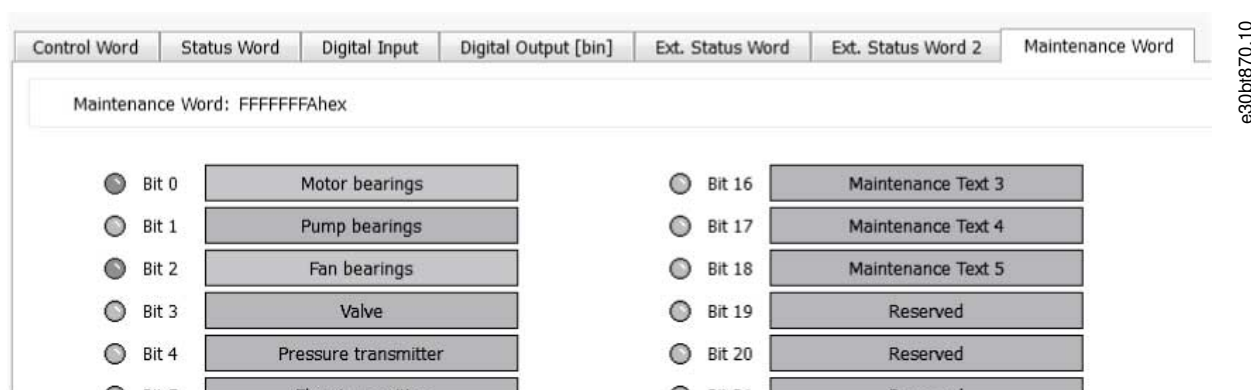 Control Word Status Word Digital Input Digital Output [bin] Ext. Status Word Ext. Status Word 2 Maintenance Word
e30bt870.10
Maintenance Word: FFFFFFFAhex
Bit 0 Motor bearings Bit 16 Maintenance Text 3
Bit 1 Pump bearings Bit 17 Maintenance Text 4
Bit 2 Fan bearings Bit 18 Maintenance Text 5
Bit 3 Valve Bit 19 Reserved
Bit 4 Pressure transmitter Bit 20 Reserved